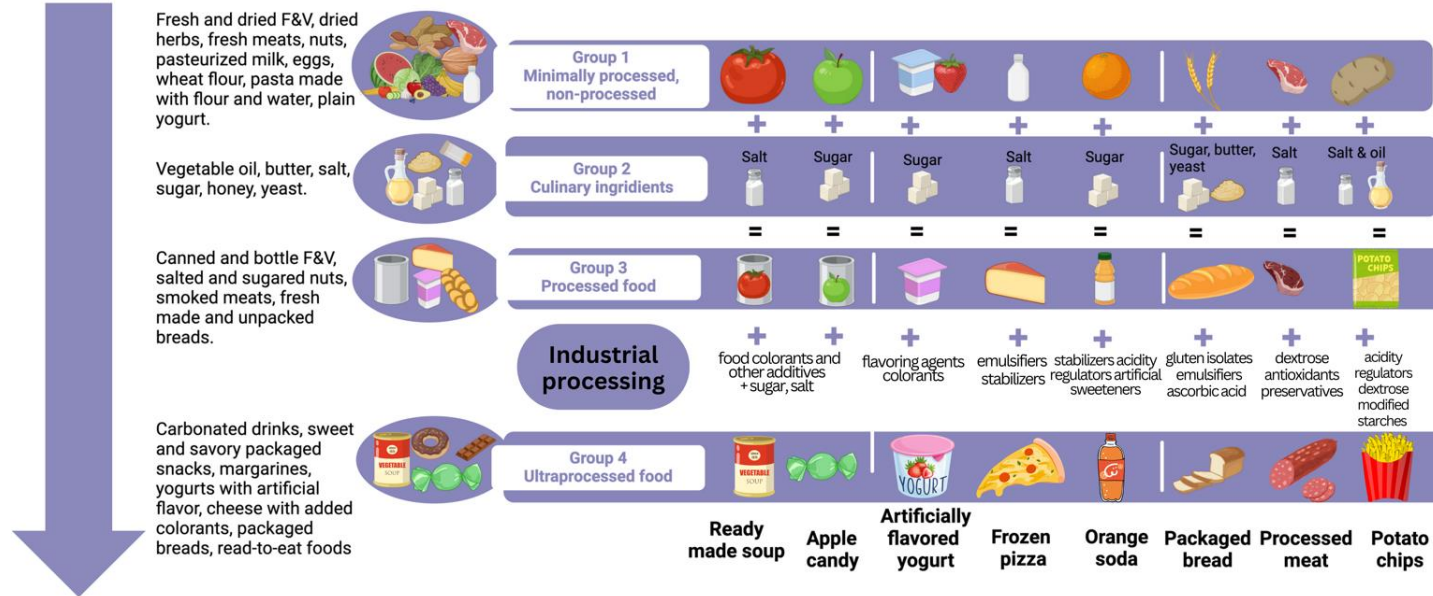 Fresh and dried F&V, dried
herbs, fresh meats, nuts,
pasteurized milk, eggs,
wheat flour, pasta made
with flour and water, plain
yogurt.
Group 1
Minimally processed,
non-processed
Vegetable oil, butter, salt,
sugar, honey, yeast.
Group 2
Culinary ingridients
+ + + + + + + +
Salt
Sugar
Sugar
Salt
Sugar
Sugar, butter,
yeast
Salt
Salt & oil
= = = = = = = =
Canned and bottle F&V,
salted and sugared nuts,
smoked meats, fresh
made and unpacked
breads.
Group 3
Processed food
POTATO
CHIPS
Industrial
processing
+ + + + + + + +
food colorants and
other additives
+ sugar, salt
flavoring agents
colorants
emulsifiers
stabilizers
stabilizers acidity
regulators artificial
sweeteners
gluten isolates
emulsifiers
ascorbic acid
dextrose
antioxidants
preservatives
acidity
regulators
dextrose
modified
starches
Carbonated drinks, sweet
and savory packaged
snacks, margarines,
yogurts with artificial
flavor, cheese with added
colorants, packaged
breads, read-to-eat foods
VEGETABLE
SOUP
Group 4
Ultraprocessed food
VEGETABLE
SOUP
YOGURT
Ready
made soup
Apple
candy
Artificially
flavored
yogurt
Frozen
pizza
Orange
soda
Packaged
bread
Processed
meat
Potato
chips